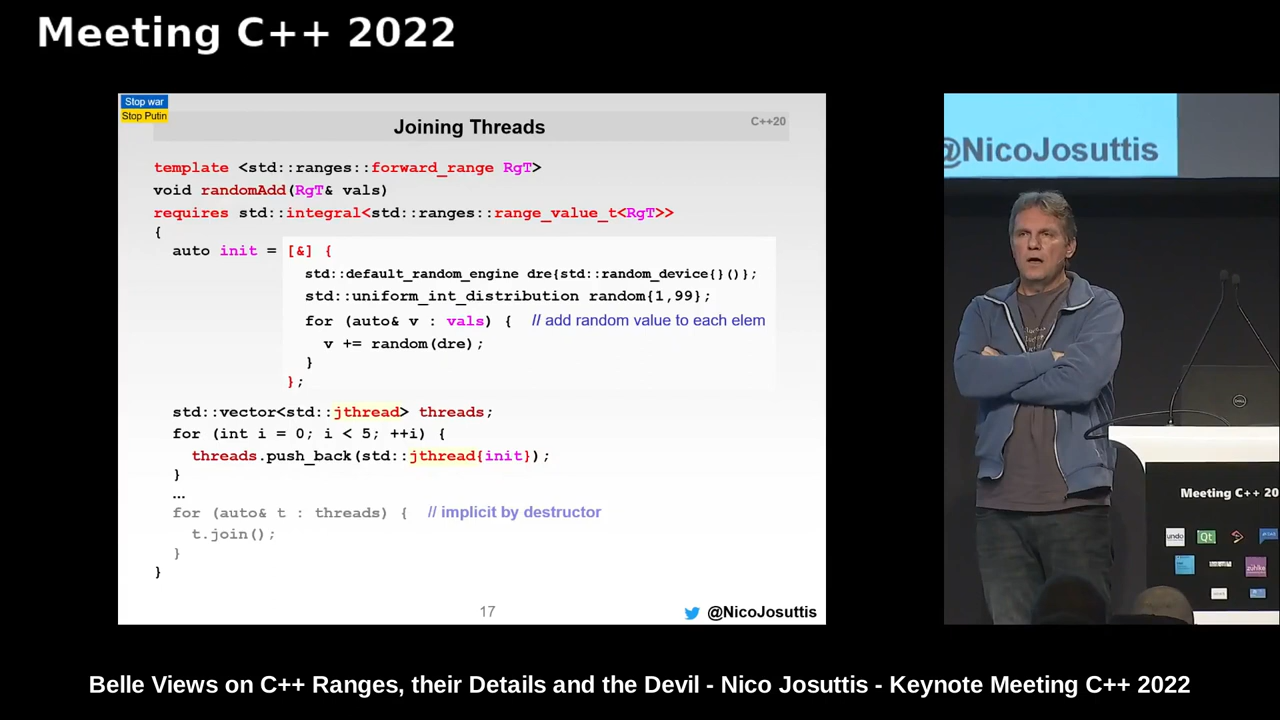 Meeting C++ 2022
Stop war
Stop Putin
Joining Threads
C++20
template <std::ranges::forward_range RgT>
void randomAdd(RgT& vals)
requires std::integral<std::ranges::range_value_t<RgT>>
{
auto init = [&] {
std::default_random_engine dre{std::random_device{}()};
std::uniform_int_distribution random{1,99};
for (auto& v : vals) { // add random value to each elem
v += random(dre);
}
};
std::vector<std::jthread> threads;
for (int i = 0; i < 5; ++i) {
threads.push_back(std::jthread{init});
}
…
for (auto& t : threads) { // implicit by destructor
t.join();
}
}
17
@NicoJosuttis
@NicoJosuttis
DELL
Meeting C++ 20
undo
Qt
zühlke
Belle Views on C++ Ranges, their Details and the Devil - Nico Josuttis - Keynote Meeting C++ 2022